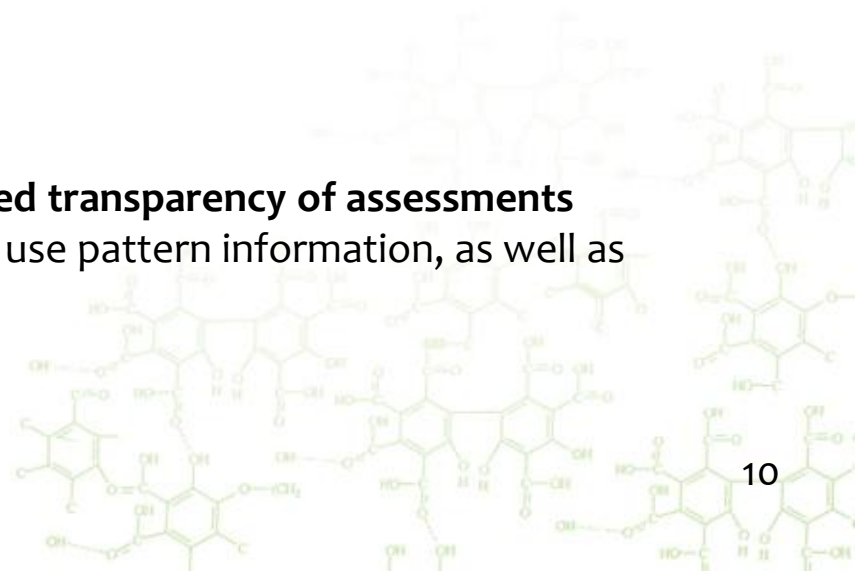 ed transparency of assessments
use pattern information, as well as
10